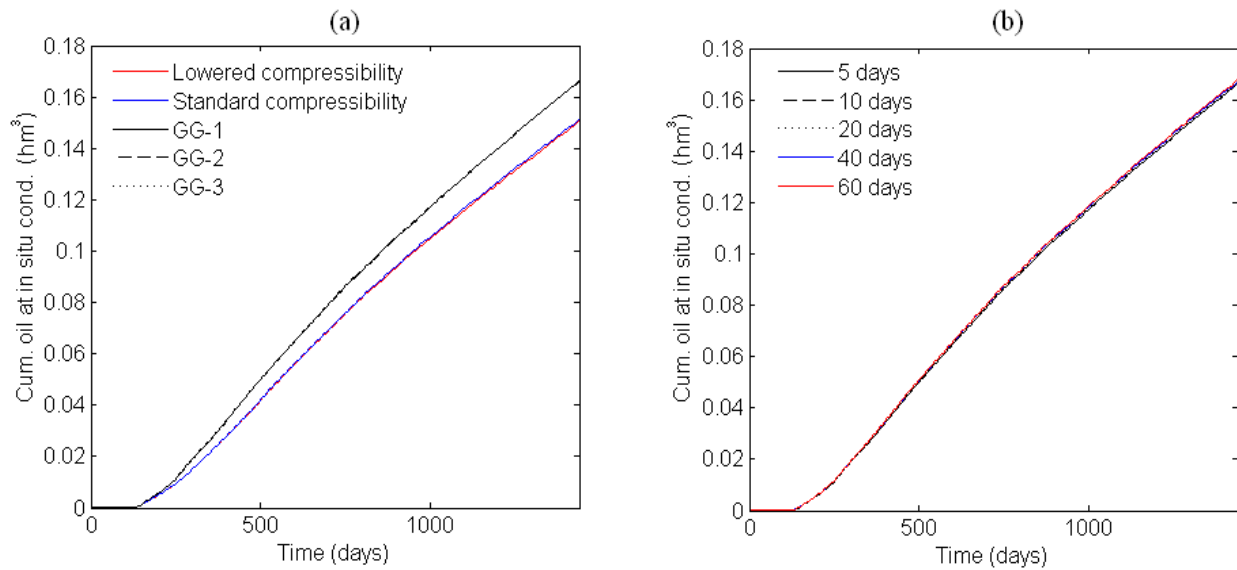 (a)
Cum. oil at in situ cond. (hm³)
0.18
0.16
0.14
0.12
0.1
0.08
0.06
0.04
0.02
0
Lowered compressibility
Standard compressibility
GG-1
GG-2
GG-3
0 500 1000
Time (days)
(b)
Cum. oil at in situ cond. (hm³)
0.18
0.16
0.14
0.12
0.1
0.08
0.06
0.04
0.02
0
5 days
10 days
20 days
40 days
60 days
0 500 1000
Time (days)